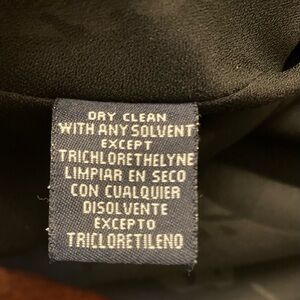 DRY CLEAN
WITH ANY SOLVENT
EXCEPT
TRICHLORETHELYNE
LIMPIAR EN SECO
CON CUALQUIER
DISOLVENTE
EXCEPTO
TRICLORETILENO